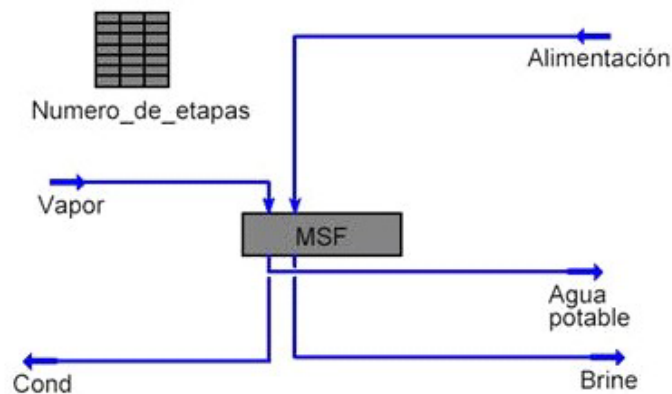 Alimentación
Numero_de_etapas
Vapor
MSF
Agua
potable
Cond
Brine